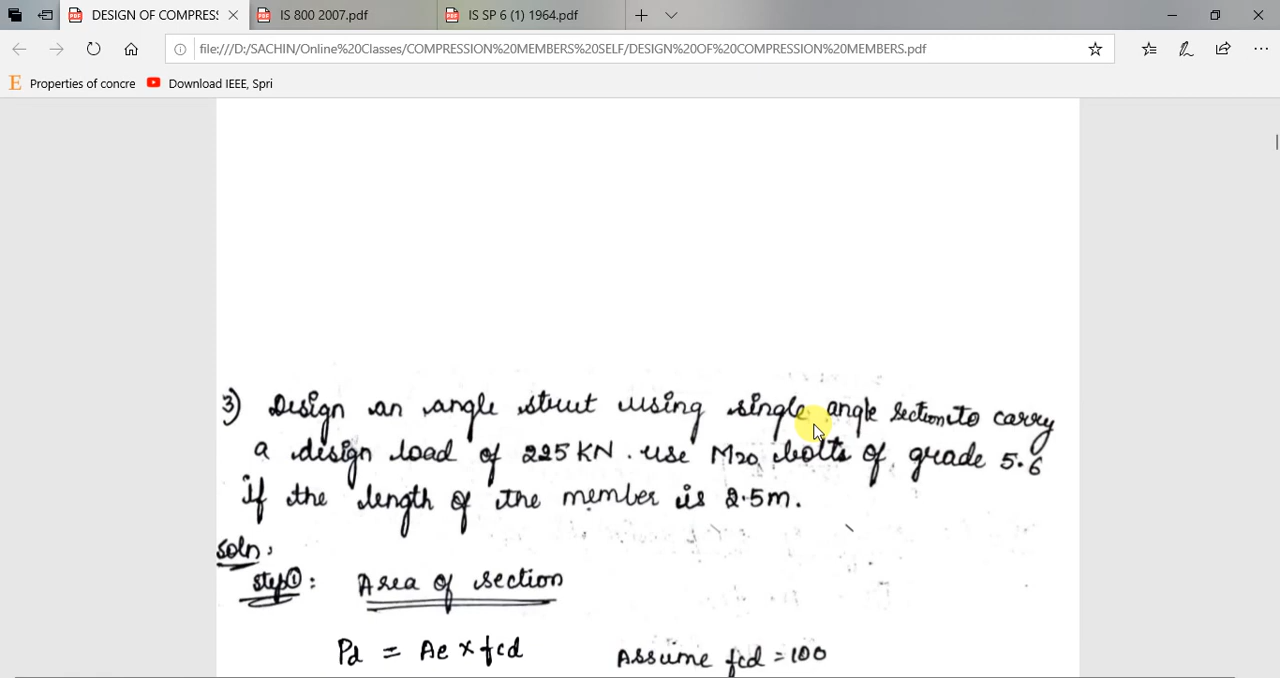 DESIGN OF COMPRESS
IS 800 2007.pdf
IS SP 6 (1) 1964.pdf
file:///D:/SACHIN/Online%20Classes/COMPRESSION%20MEMBERS%20SELF/DESIGN%20OF%20COMPRESSION%20MEMBERS.pdf
E Properties of concre
Download IEEE, Spri
3) Design an angle strut using single angle section to carry
a design load of 225 KN. use M20 bolts of grade 5.6
if the length of the member is 2.5m.
Soln:
step①: Area of section
Pd = Ae x fcd Assume fcd = 100